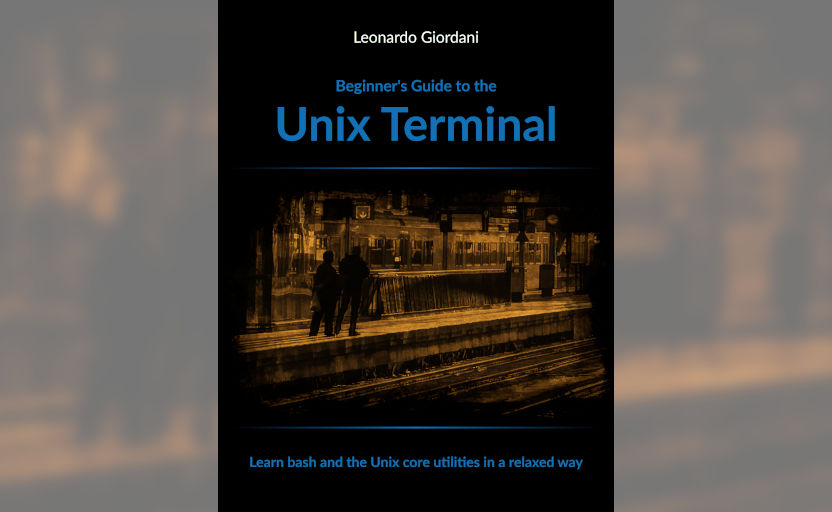 Leonardo Giordani
Beginner's Guide to the
Unix Terminal
Learn bash and the Unix core utilities in a relaxed way